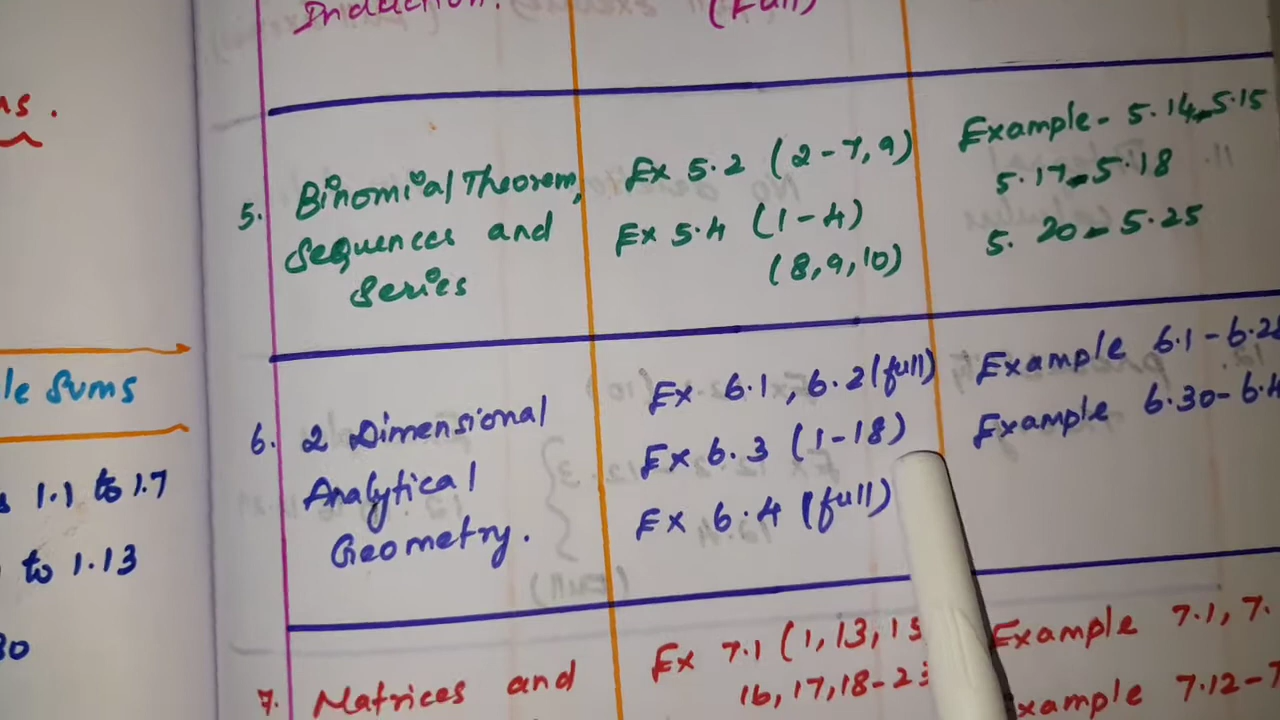 Induction. (Full)
5. Binomial Theorem, Sequences and Series
Ex 5.2 (2-7, 9)
Ex 5.4 (1-4)
(8, 9, 10)
Example- 5.14-5.15
5.17-5.18
5.20-5.25
6. 2 Dimensional Analytical Geometry.
Ex 6.1, 6.2 (full)
Ex 6.3 (1-18)
Ex 6.4 (full)
Example 6.1-6.2
Example 6.30-6.4
7. Matrices and
Ex 7.1 (1, 13, 15
16, 17, 18-23
Example 7.1, 7.
Example 7.12-7
ns.
le Sums
s 1.1 to 1.7
to 1.13
30